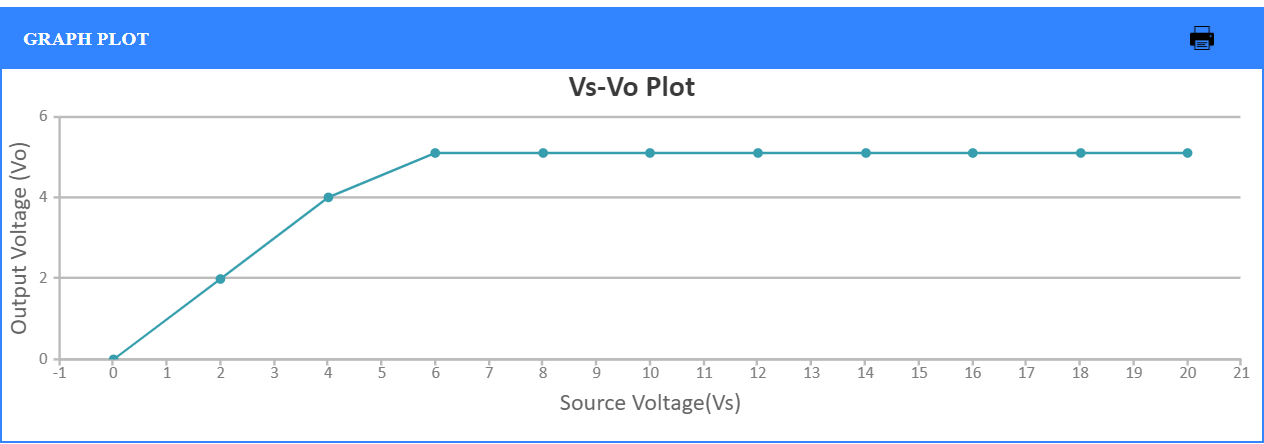 GRAPH PLOT
Vs-Vo Plot
Output Voltage (Vo)
6
4
2
0
-1 0 1 2 3 4 5 6 7 8 9 10 11 12 13 14 15 16 17 18 19 20 21
Source Voltage(Vs)